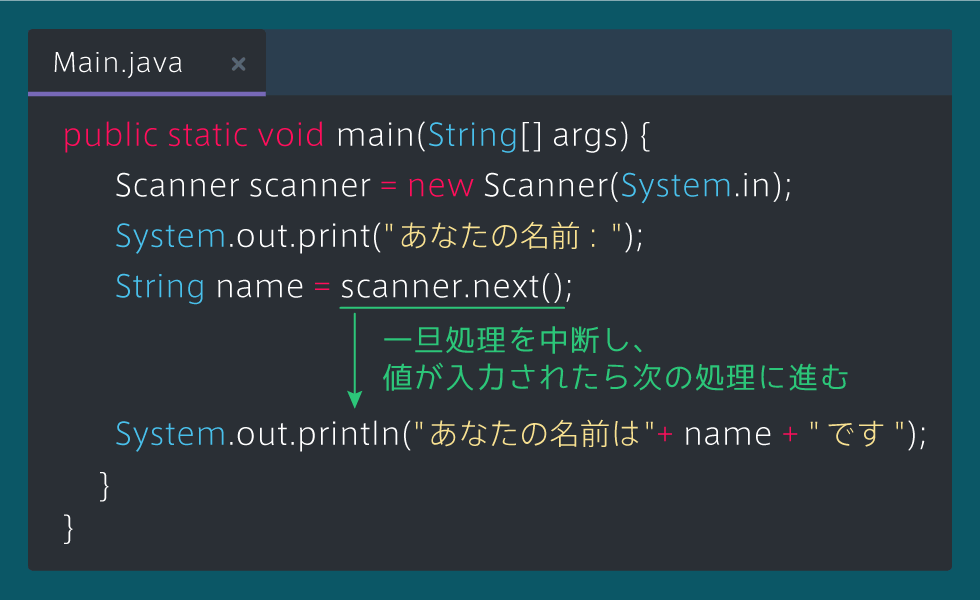 Main.java ×
public static void main(String[] args) {
Scanner scanner = new Scanner(System.in);
System.out.print("あなたの名前 : ");
String name = scanner.next();
一旦処理を中断し、
値が入力されたら次の処理に進む
System.out.println("あなたの名前は"+ name + "です");
}
}